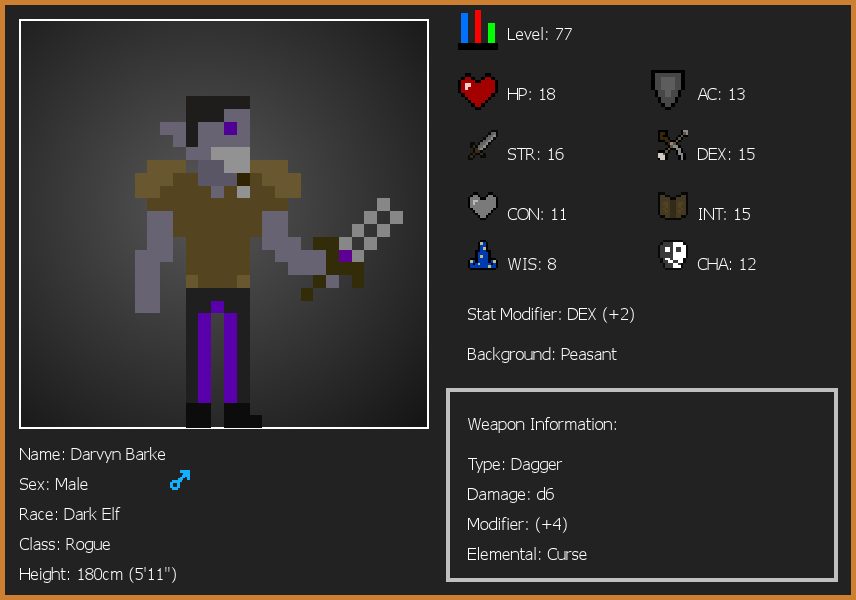 Level: 77
HP: 18
AC: 13
STR: 16
DEX: 15
CON: 11
INT: 15
WIS: 8
CHA: 12
Stat Modifier: DEX (+2)
Background: Peasant
Weapon Information:
Type: Dagger
Damage: d6
Modifier: (+4)
Elemental: Curse
Name: Darvyn Barke
Sex: Male
Race: Dark Elf
Class: Rogue
Height: 180cm (5'11")